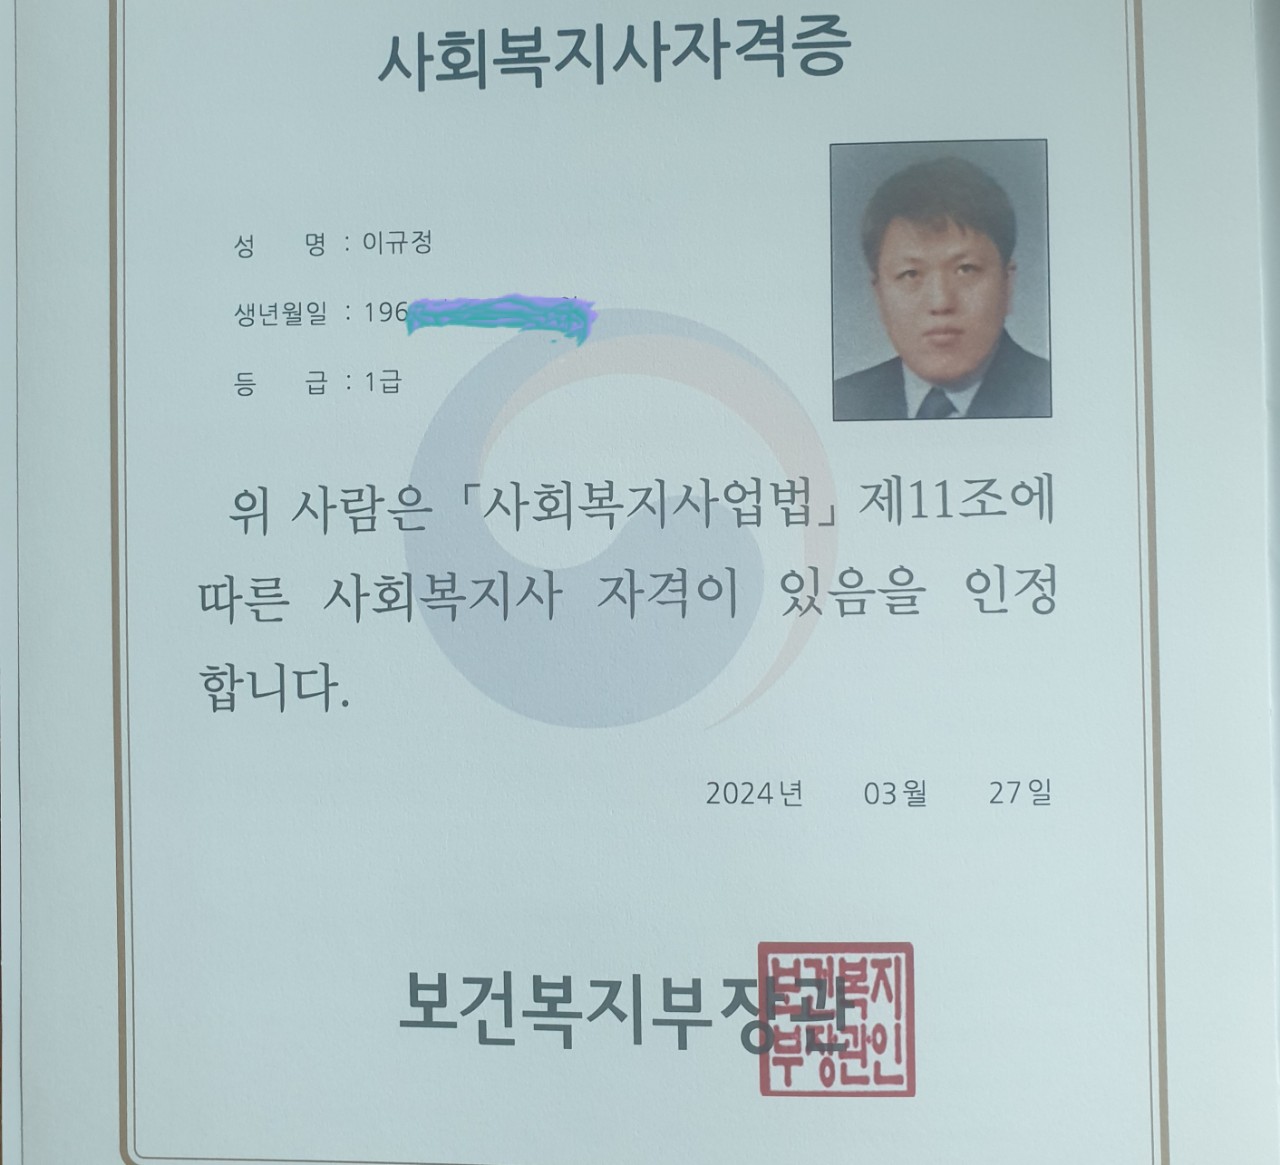 사회복지사자격증
성 명 : 이규정
생년월일 : 196
등 급 : 1급
위 사람은 「사회복지사업법」 제11조에
따른 사회복지사 자격이 있음을 인정
합니다.
2024년 03월 27일
보건복지부장관
보건복지
부장관인